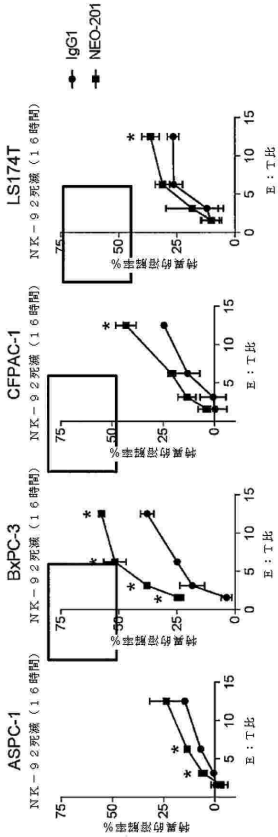 ASPC-1
NK-92死滅(16時間)
特異的溶解率%
75
50
25
0
0
5
10
15
E:T比
*
*
BxPC-3
NK-92死滅(16時間)
特異的溶解率%
75
50
25
0
0
5
10
15
E:T比
*
*
*
*
CFPAC-1
NK-92死滅(16時間)
特異的溶解率%
75
50
25
0
0
5
10
15
E:T比
*
LS174T
NK-92死滅(16時間)
特異的溶解率%
75
50
25
0
0
5
10
15
E:T比
*
IgG1
NEO-201